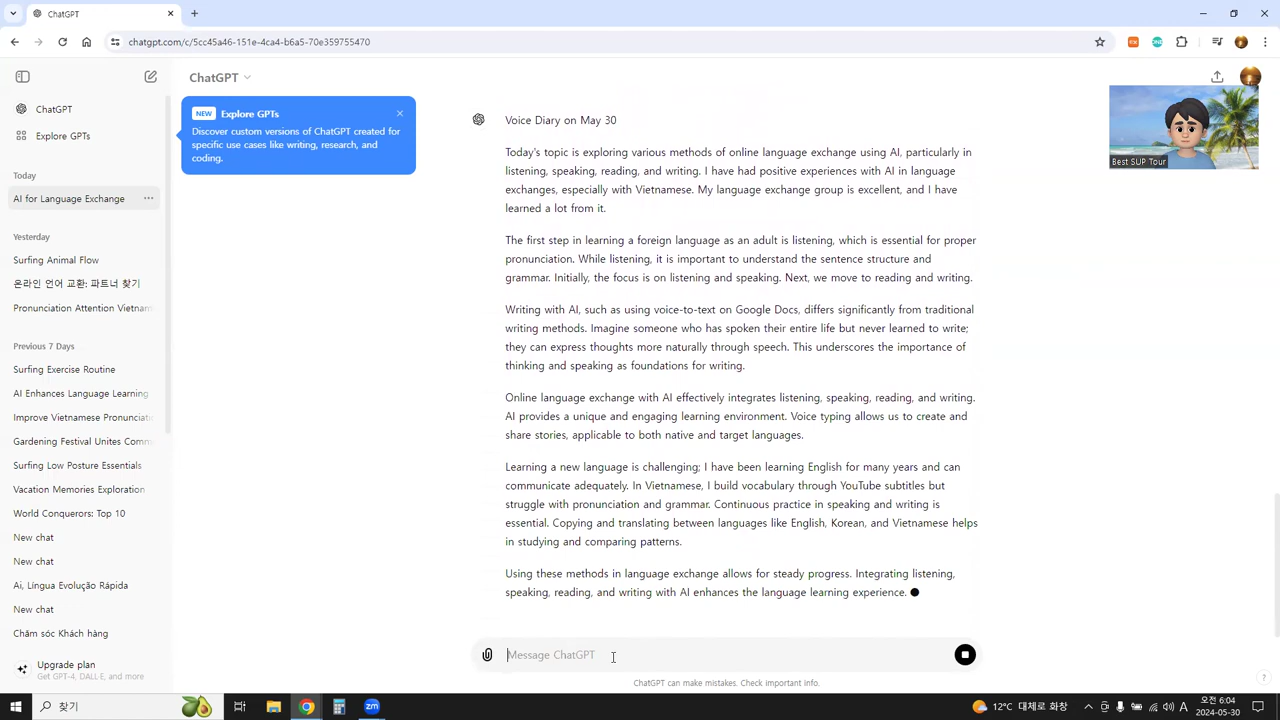 ChatGPT
chatgpt.com/c/5cc45a46-151e-4ca4-b6a5-70e359755470
ChatGPT
Explore GPTs
Today
AI for Language Exchange
Yesterday
Surfing Animal Flow
온라인 언어 교환: 파트너 찾기
Pronunciation Attention Vietnam
Previous 7 Days
Surfing Exercise Routine
AI Enhances Language Learning
Improve Vietnamese Pronunciatio
Gardening Festival Unites Comm
Surfing Low Posture Essentials
Vacation Memories Exploration
World Conquerors: Top 10
New chat
New chat
Ai, Língua Evolução Rápida
New chat
Chăm sóc Khách hàng
Upgrade plan
Get GPT-4, DALL·E, and more
ChatGPT
NEW Explore GPTs
Discover custom versions of ChatGPT created for
specific use cases like writing, research, and
coding.
Best SUP Tour
Voice Diary on May 30
Today's topic is exploring various methods of online language exchange using AI, particularly in
listening, speaking, reading, and writing. I have had positive experiences with AI in language
exchanges, especially with Vietnamese. My language exchange group is excellent, and I have
learned a lot from it.
The first step in learning a foreign language as an adult is listening, which is essential for proper
pronunciation. While listening, it is important to understand the sentence structure and
grammar. Initially, the focus is on listening and speaking. Next, we move to reading and writing.
Writing with AI, such as using voice-to-text on Google Docs, differs significantly from traditional
writing methods. Imagine someone who has spoken their entire life but never learned to write;
they can express thoughts more naturally through speech. This underscores the importance of
thinking and speaking as foundations for writing.
Online language exchange with AI effectively integrates listening, speaking, reading, and writing.
AI provides a unique and engaging learning environment. Voice typing allows us to create and
share stories, applicable to both native and target languages.
Learning a new language is challenging; I have been learning English for many years and can
communicate adequately. In Vietnamese, I build vocabulary through YouTube subtitles but
struggle with pronunciation and grammar. Continuous practice in speaking and writing is
essential. Copying and translating between languages like English, Korean, and Vietnamese helps
in studying and comparing patterns.
Using these methods in language exchange allows for steady progress. Integrating listening,
speaking, reading, and writing with AI enhances the language learning experience.
Message ChatGPT
ChatGPT can make mistakes. Check important info.
?
찾기
zm
12°C 대체로 화창
A
오전 6:04
2024-05-30